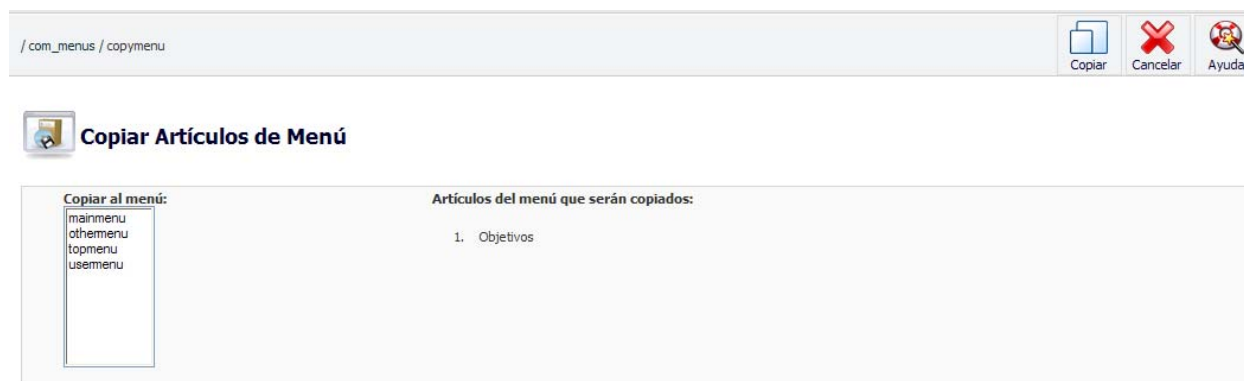 / com_menus / copymenu
Copiar Cancelar Ayuda
Copiar Artículos de Menú
Copiar al menú: Artículos del menú que serán copiados:
mainmenu
othermenu
1. Objetivos
topmenu
usermenu